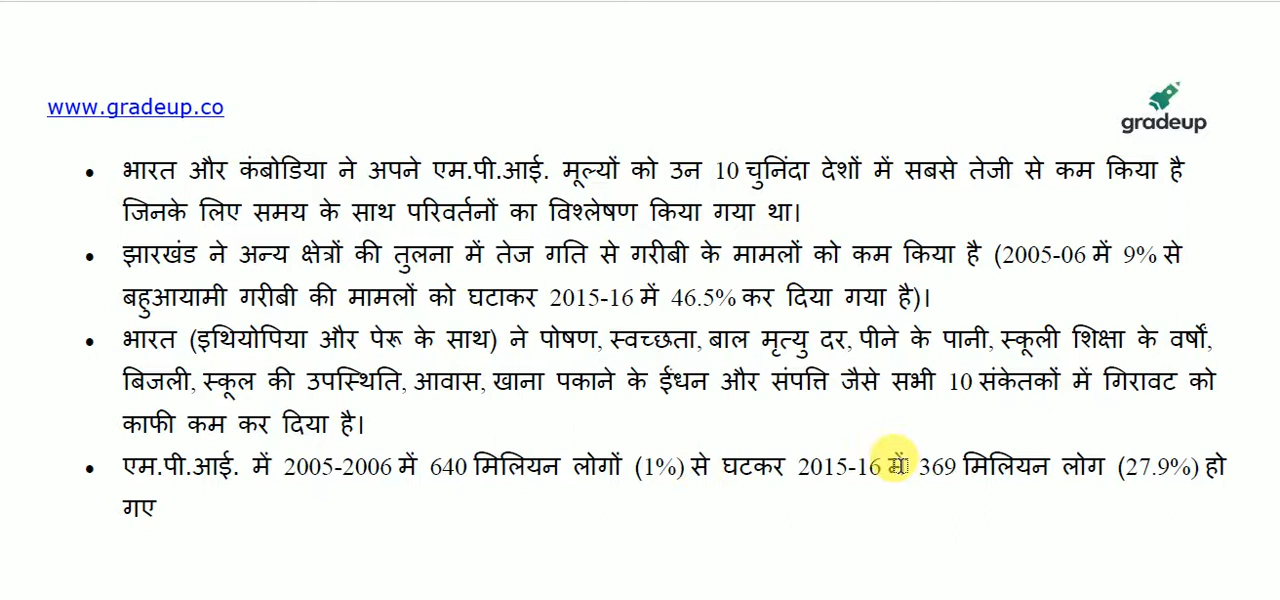 www.gradeup.co
gradeup
• भारत और कंबोडिया ने अपने एम.पी.आई. मूल्यों को उन 10 चुनिंदा देशों में सबसे तेजी से कम किया है
जिनके लिए समय के साथ परिवर्तनों का विश्लेषण किया गया था।
• झारखंड ने अन्य क्षेत्रों की तुलना में तेज गति से गरीबी के मामलों को कम किया है (2005-06 में 9% से
बहुआयामी गरीबी की मामलों को घटाकर 2015-16 में 46.5% कर दिया गया है)।
• भारत (इथियोपिया और पेरू के साथ) ने पोषण, स्वच्छता, बाल मृत्यु दर, पीने के पानी, स्कूली शिक्षा के वर्षों,
बिजली, स्कूल की उपस्थिति, आवास, खाना पकाने के ईंधन और संपत्ति जैसे सभी 10 संकेतकों में गिरावट को
काफी कम कर दिया है।
• एम.पी.आई. में 2005-2006 में 640 मिलियन लोगों (1%) से घटकर 2015-16 में 369 मिलियन लोग (27.9%) हो
गए